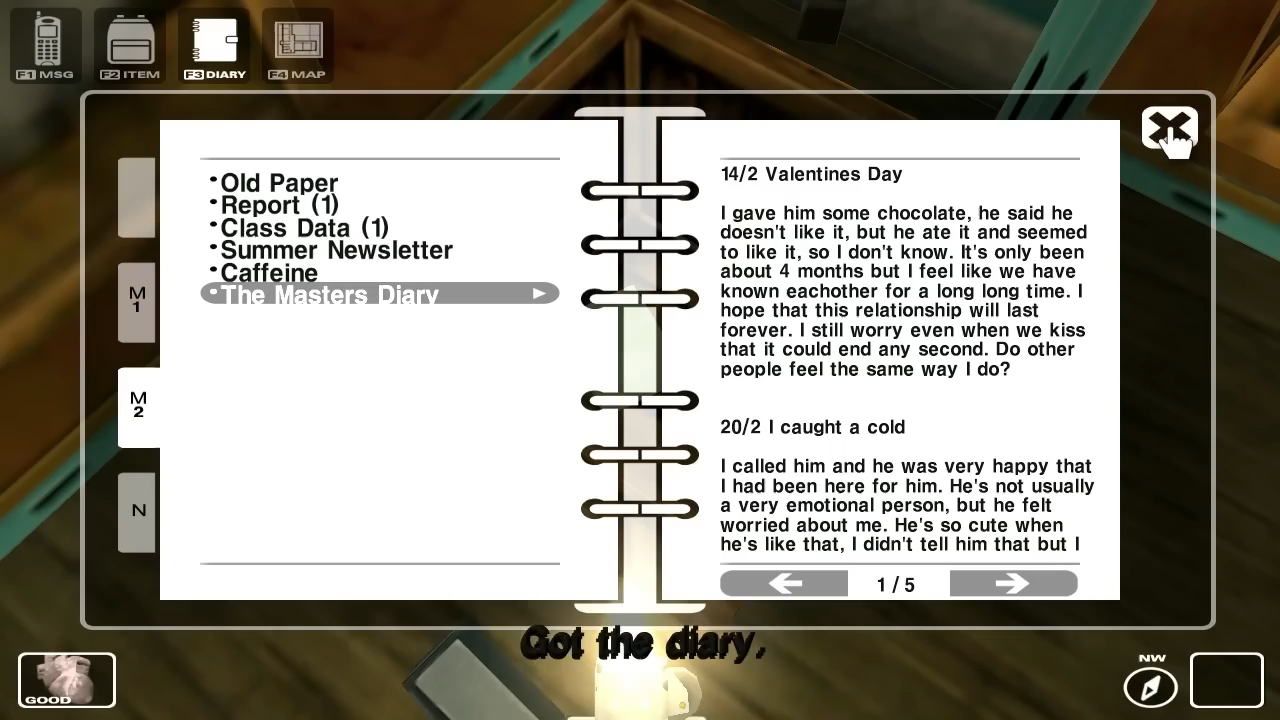 F1 MSG
F2 ITEM
F3 DIARY
F4 MAP
M
1
M
2
N
•Old Paper
•Report (1)
•Class Data (1)
•Summer Newsletter
•Caffeine
•The Masters Diary
14/2 Valentines Day
I gave him some chocolate, he said he
doesn't like it, but he ate it and seemed
to like it, so I don't know. It's only been
about 4 months but I feel like we have
known eachother for a long long time. I
hope that this relationship will last
forever. I still worry even when we kiss
that it could end any second. Do other
people feel the same way I do?
20/2 I caught a cold
I called him and he was very happy that
I had been here for him. He's not usually
a very emotional person, but he felt
worried about me. He's so cute when
he's like that, I didn't tell him that but I
1 / 5
Got the diary.
GOOD
NW